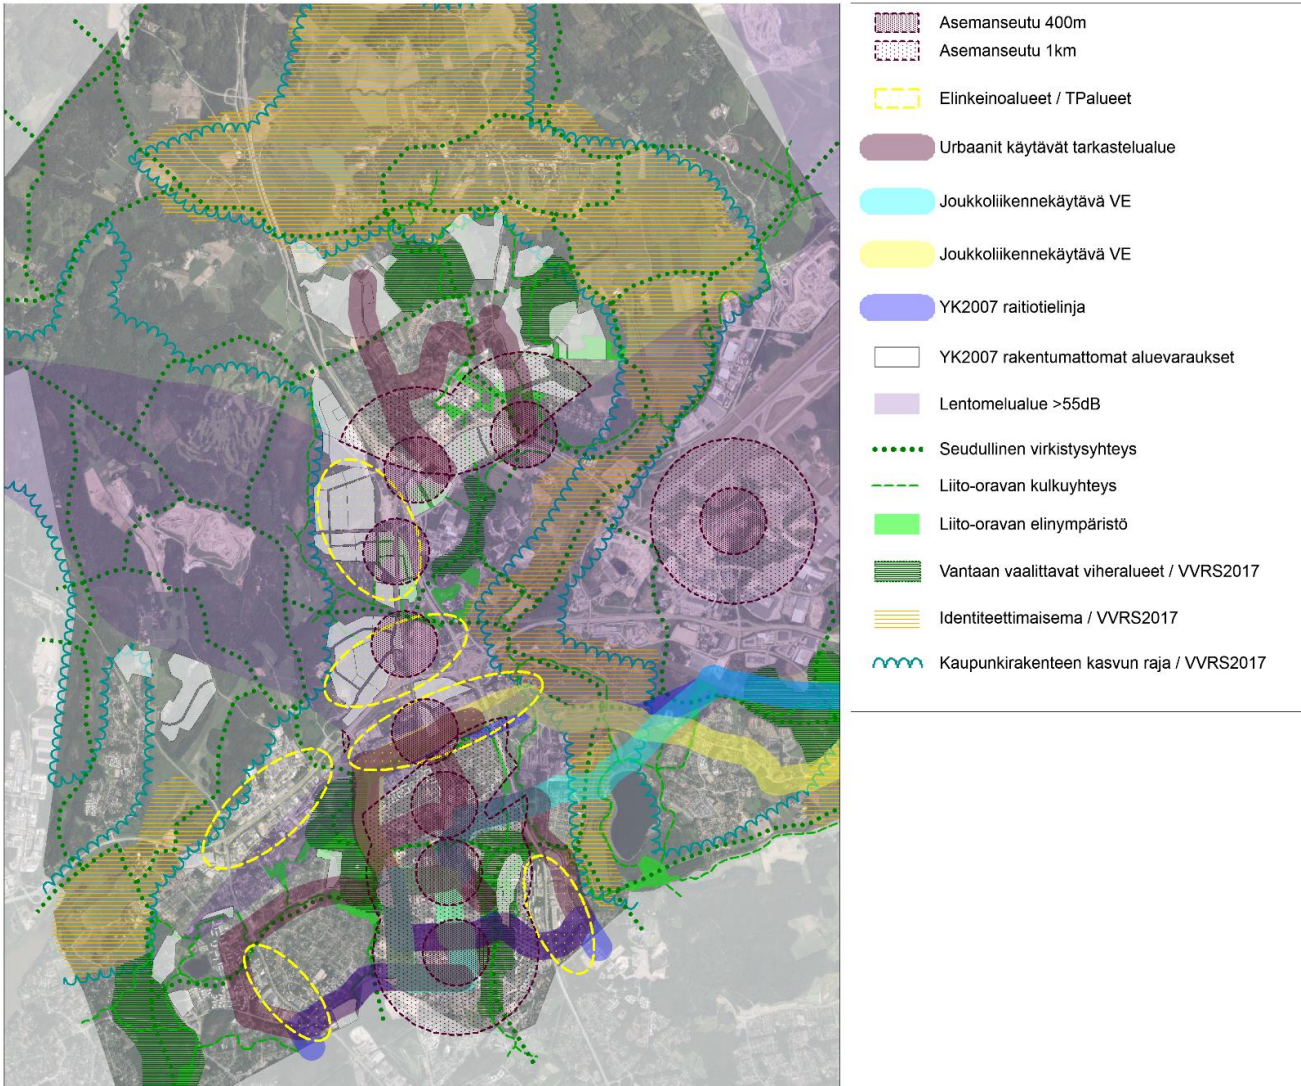 Asemanseutu 400m
Asemanseutu 1km
Elinkeinoalueet / TPalueet
Urbaanit käytävät tarkastelualue
Joukkoliikennekäytävä VE
Joukkoliikennekäytävä VE
YK2007 raitiotielinja
YK2007 rakentumattomat aluevaraukset
Lentomelualue >55dB
Seudullinen virkistysyhteys
Liito-oravan kulkuyhteys
Liito-oravan elinympäristö
Vantaan vaalittavat viheralueet / VVRS2017
Identiteettimaisema / VVRS2017
Kaupunkirakenteen kasvun raja / VVRS2017